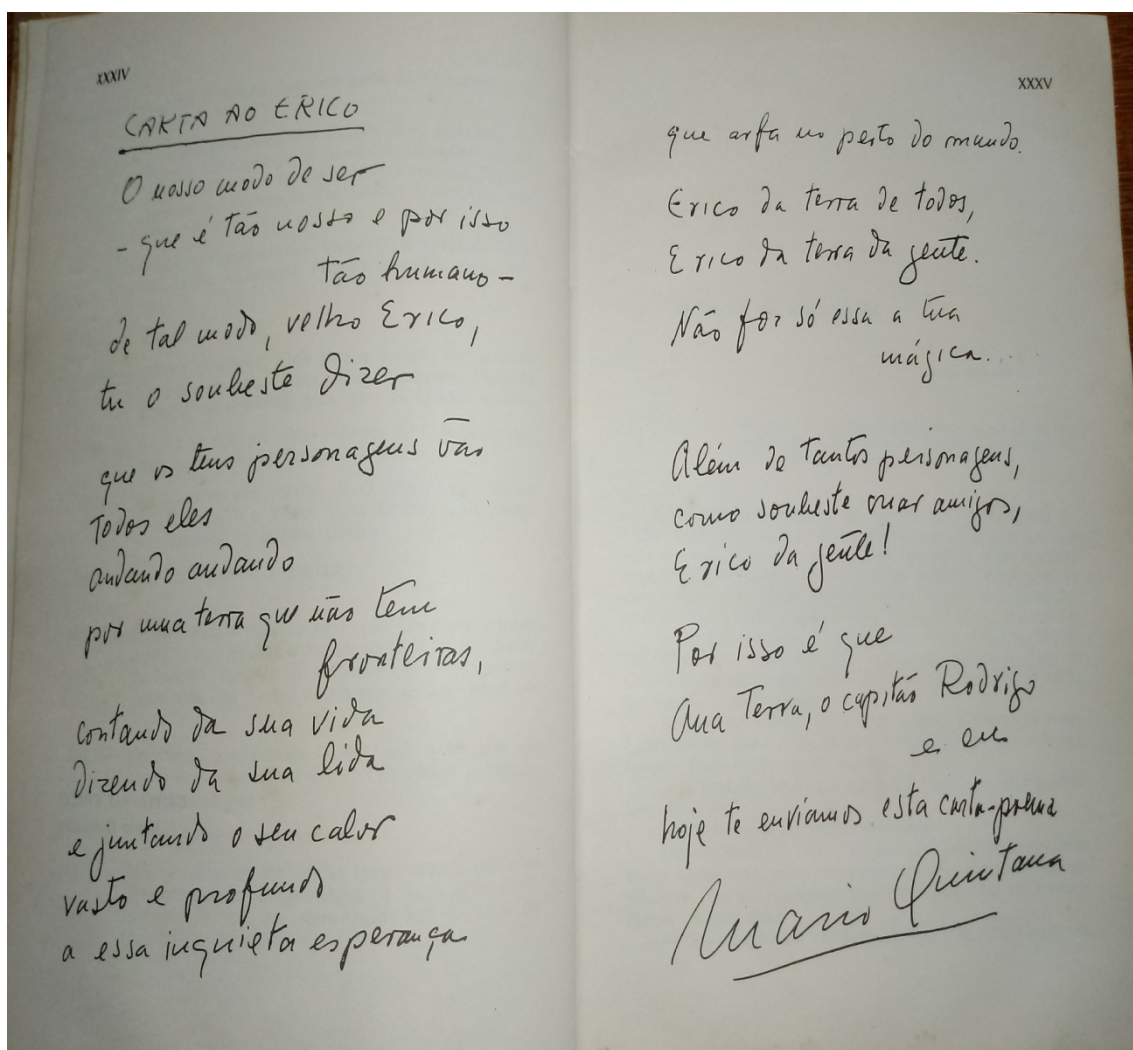 XXXIV
CARTA AO ERICO
O nosso modo de ser
- que é tão nosso e por isso
tão humano -
de tal modo, velho Erico,
tu o soubeste dizer
que os teus personagens vão
todos eles
andando andando
por uma terra que não tem
fronteiras,
contando da sua vida
dizendo da sua lida
e juntando o seu calor
vasto e profundo
a essa inquieta esperança
XXXV
que arfa no peito do mundo.
Erico da terra de todos,
Erico da terra da gente.
Não foi só essa a tua
mágica...
Além de tantos personagens,
como soubeste criar amigos,
Erico da gente!
Por isso é que
Ana Terra, o capitão Rodrigo
e eu
hoje te enviamos esta carta-poema
Mario Quintana